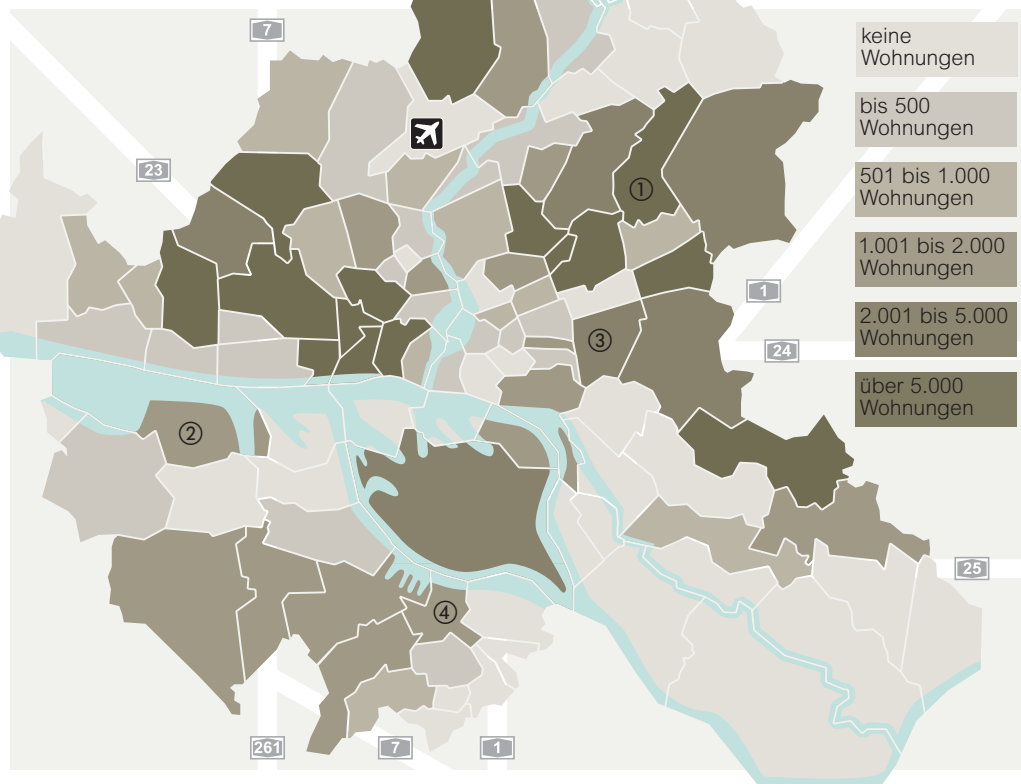 7
keine
Wohnungen
bis 500
Wohnungen
23
501 bis 1.000
Wohnungen
①
1.001 bis 2.000
Wohnungen
1
2.001 bis 5.000
Wohnungen
③
24
über 5.000
Wohnungen
②
25
④
261
7
1